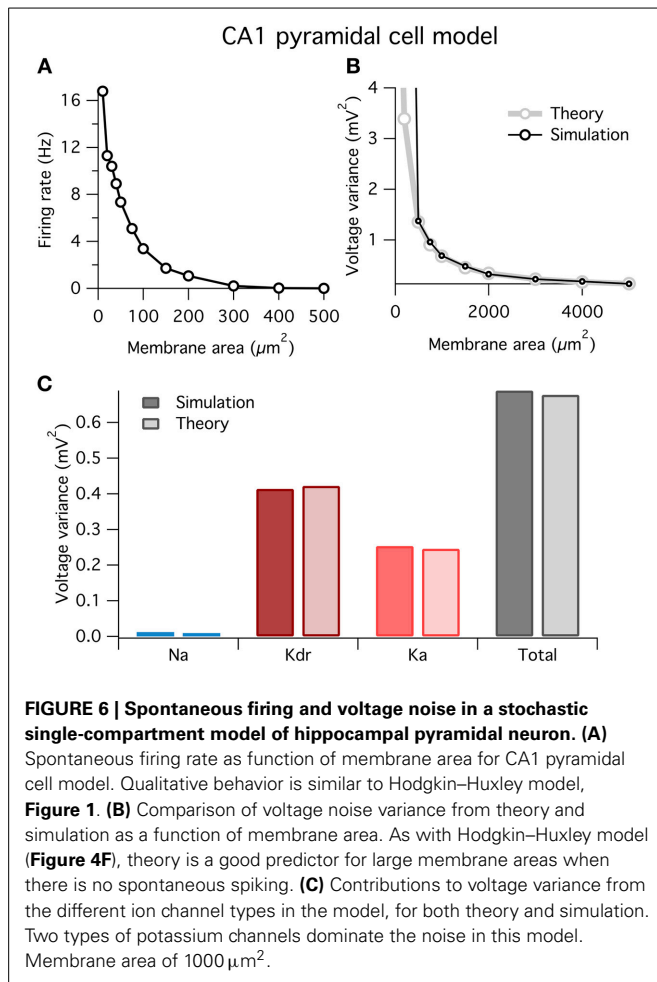 CA1 pyramidal cell model
A
16
12
8
4
0
Firing rate (Hz)
0 100 200 300 400 500
Membrane area (µm²)
B
4
3
2
1
Voltage variance (mV²)
Theory
Simulation
0 2000 4000
Membrane area (µm²)
C
Simulation
Theory
0.6
0.5
0.4
0.3
0.2
0.1
0.0
Voltage variance (mV²)
Na Kdr Ka Total
FIGURE 6 | Spontaneous firing and voltage noise in a stochastic
single-compartment model of hippocampal pyramidal neuron. (A)
Spontaneous firing rate as function of membrane area for CA1 pyramidal
cell model. Qualitative behavior is similar to Hodgkin–Huxley model,
Figure 1. (B) Comparison of voltage noise variance from theory and
simulation as a function of membrane area. As with Hodgkin–Huxley model
(Figure 4F), theory is a good predictor for large membrane areas when
there is no spontaneous spiking. (C) Contributions to voltage variance from
the different ion channel types in the model, for both theory and simulation.
Two types of potassium channels dominate the noise in this model.
Membrane area of 1000 µm².